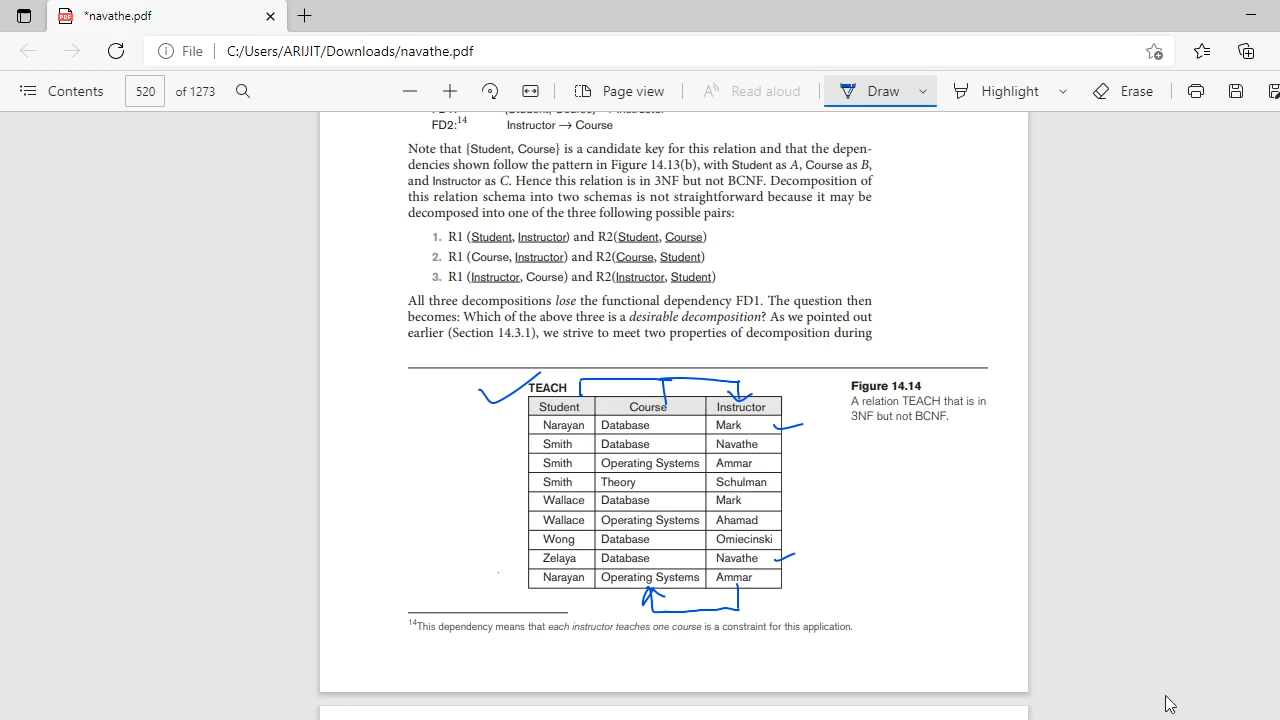 *navathe.pdf
File C:/Users/ARIJIT/Downloads/navathe.pdf
Contents 520 of 1273 Page view Read aloud Draw Highlight Erase
FD2:14 Instructor → Course
Note that {Student, Course} is a candidate key for this relation and that the depen-
dencies shown follow the pattern in Figure 14.13(b), with Student as A, Course as B,
and Instructor as C. Hence this relation is in 3NF but not BCNF. Decomposition of
this relation schema into two schemas is not straightforward because it may be
decomposed into one of the three following possible pairs:
1. R1 (Student, Instructor) and R2(Student, Course)
2. R1 (Course, Instructor) and R2(Course, Student)
3. R1 (Instructor, Course) and R2(Instructor, Student)
All three decompositions lose the functional dependency FD1. The question then
becomes: Which of the above three is a desirable decomposition? As we pointed out
earlier (Section 14.3.1), we strive to meet two properties of decomposition during
TEACH
Student Course Instructor
Narayan Database Mark
Smith Database Navathe
Smith Operating Systems Ammar
Smith Theory Schulman
Wallace Database Mark
Wallace Operating Systems Ahamad
Wong Database Omiecinski
Zelaya Database Navathe
Narayan Operating Systems Ammar
Figure 14.14
A relation TEACH that is in
3NF but not BCNF.
14This dependency means that each instructor teaches one course is a constraint for this application.